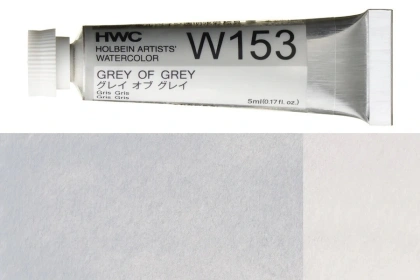 HWC
HOLBEIN ARTISTS'
WATERCOLOR
W153
GREY OF GREY
グレイ オブ グレイ
Gris Gris
Gris Gris
5ml(0.17fl. oz.)